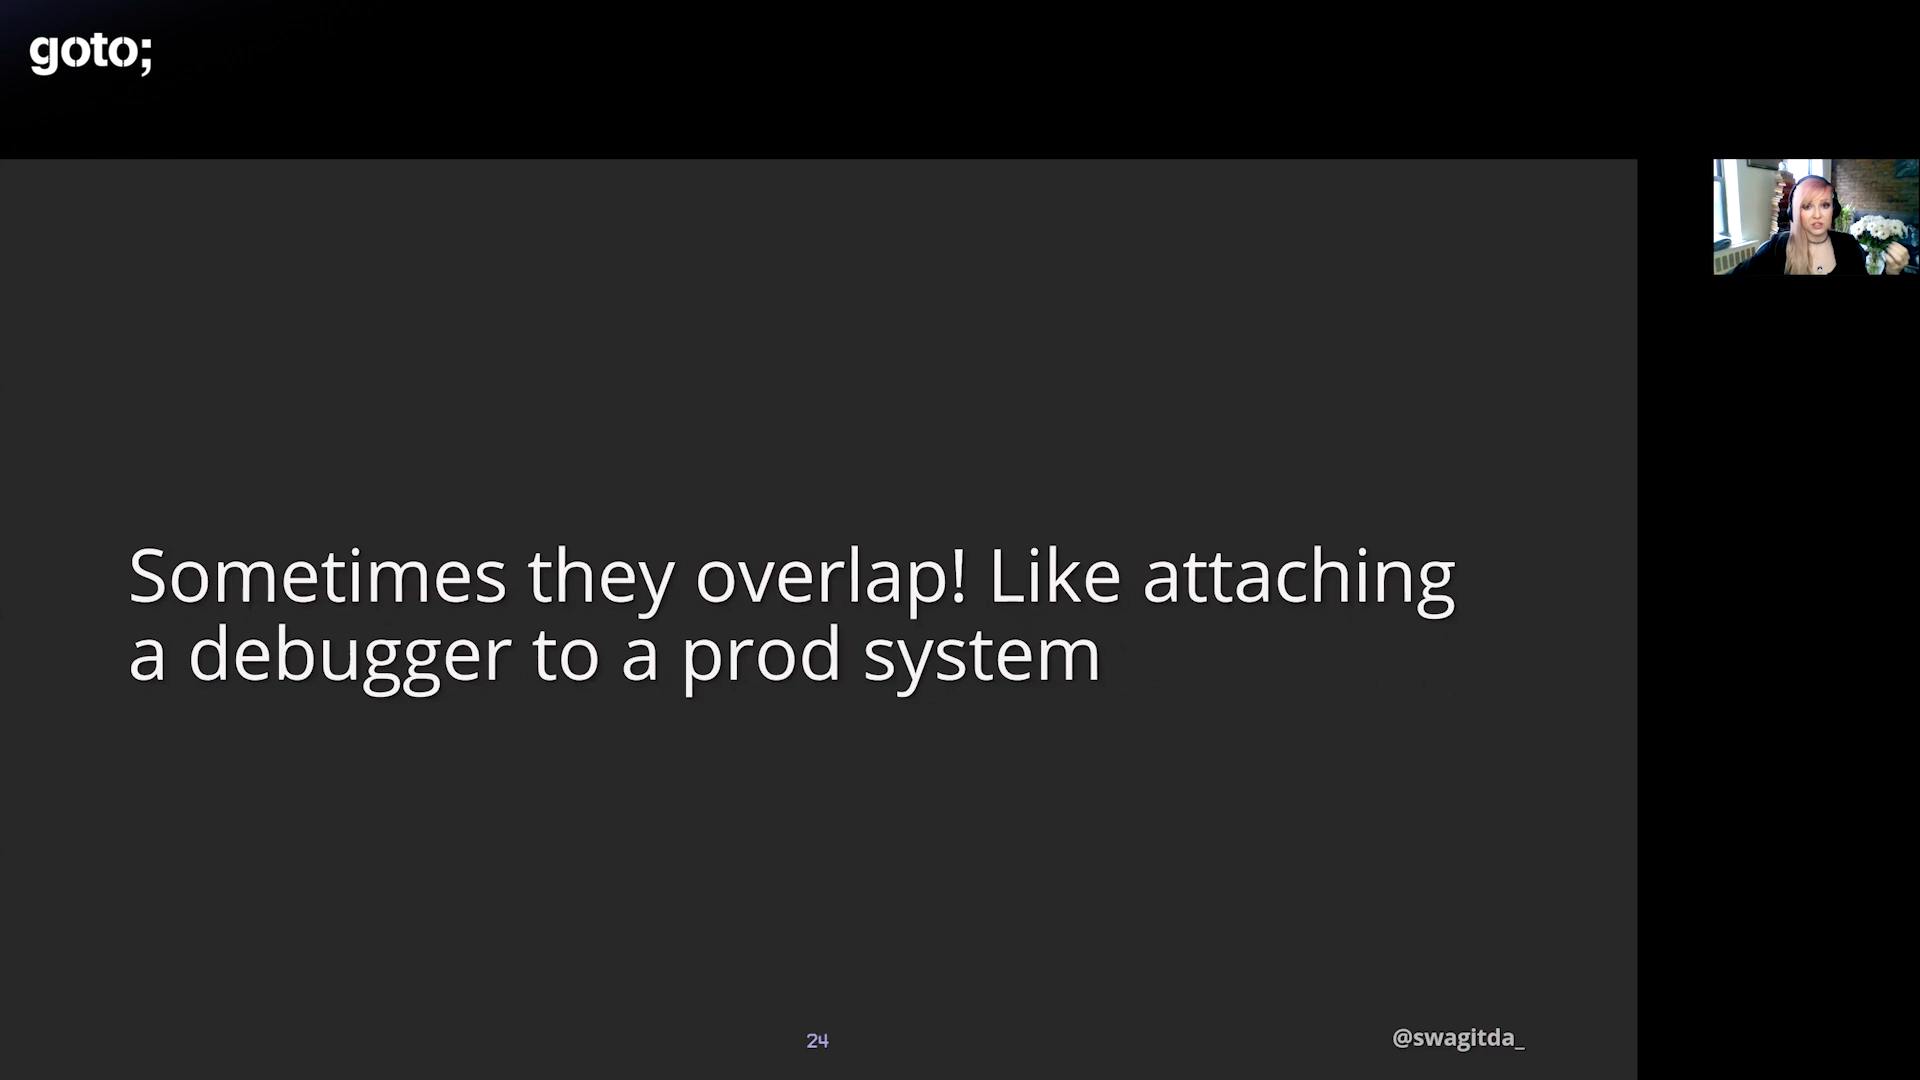 goto;
Sometimes they overlap! Like attaching
a debugger to a prod system
24
@swagitda_